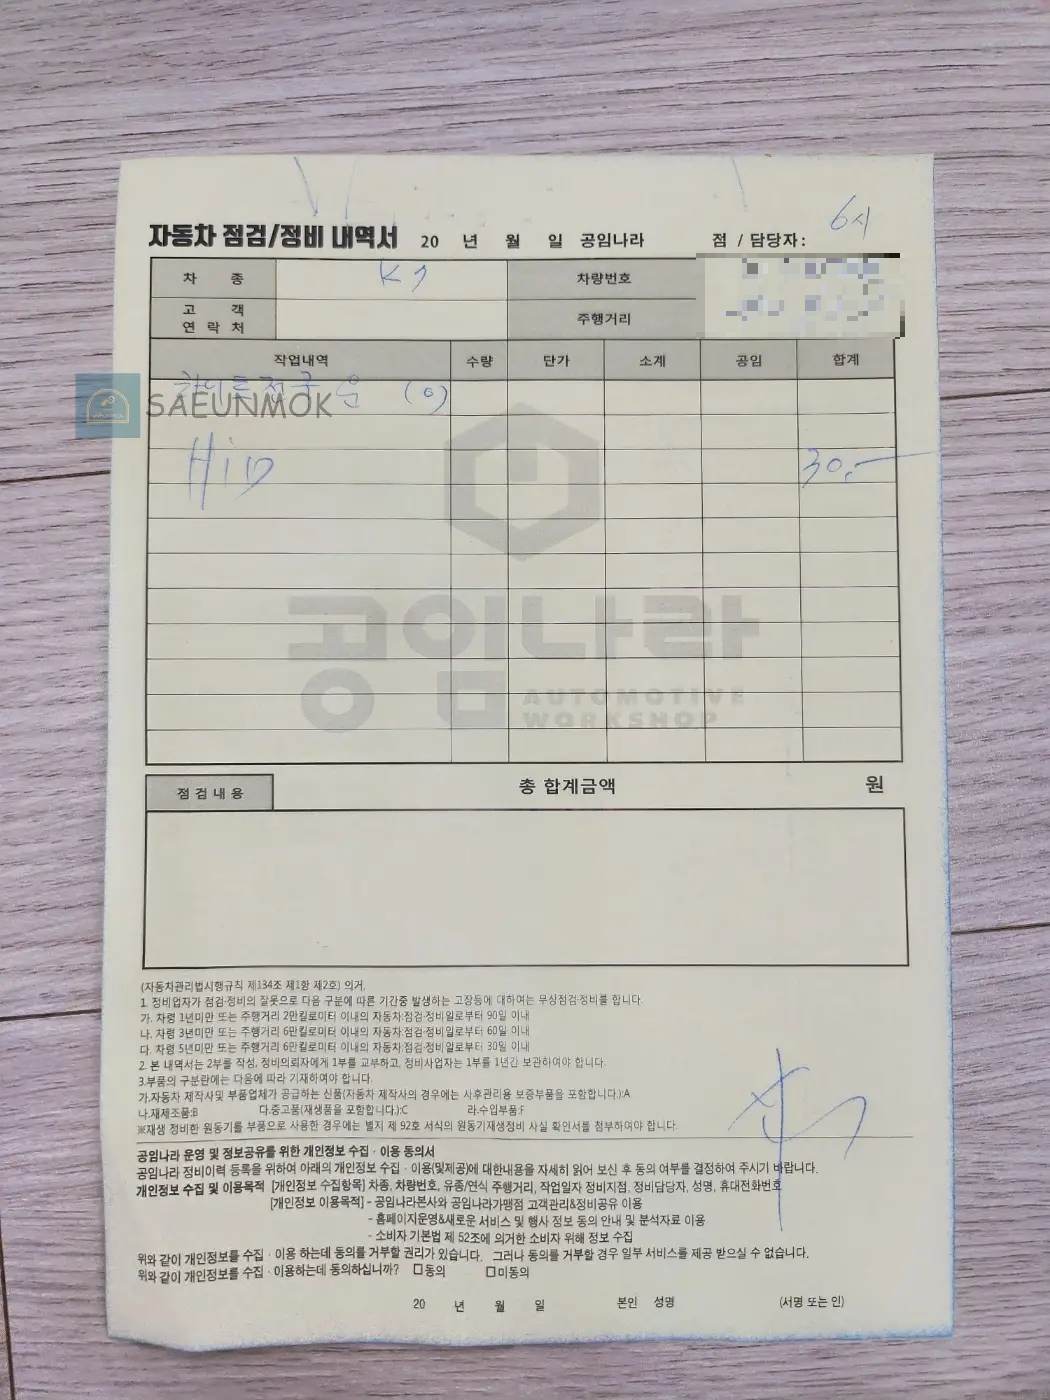 6시
자동차 점검/정비 내역서 20 년 월 일 공임나라 점 / 담당자:
차 종 K7 차량번호
고 객
연 락 처 주행거리
작업내역 수량 단가 소계 공임 합계
(이)
SAEUNMOK
HiD 30.-
공임나라
AUTOMOTIVE
WORKSHOP
점검내용 총 합계금액 원
(자동차관리법시행규칙 제134조 제1항 제2호) 의거,
1. 정비업자가 점검·정비의 잘못으로 다음 구분에 따른 기간중 발생하는 고장등에 대하여는 무상점검·정비를 합니다.
가. 차령 1년미만 또는 주행거리 2만킬로미터 이내의 자동차:점검·정비일로부터 90일 이내
나. 차령 3년미만 또는 주행거리 6만킬로미터 이내의 자동차:점검·정비일로부터 60일 이내
다. 차령 5년미만 또는 주행거리 6만킬로미터 이내의 자동차:점검·정비일로부터 30일 이내
2. 본 내역서는 2부를 작성, 정비의뢰자에게 1부를 교부하고, 정비사업자는 1부를 1년간 보관하여야 합니다.
3.부품의 구분란에는 다음에 따라 기재하여야 합니다.
가.자동차 제작사및 부품업체가 공급하는 신품(자동차 제작사의 경우에는 사후관리용 보증부품을 포함합니다.):A
나.재제조품:B 다.중고품(재생품을 포함합니다.):C 라.수입부품:F
※재생 정비한 원동기를 부품으로 사용한 경우에는 별지 제 92호 서식의 원동기재생정비 사실 확인서를 첨부하여야 합니다.
공임나라 운영 및 정보공유를 위한 개인정보 수집 · 이용 동의서
공임나라 정비이력 등록을 위하여 아래의 개인정보 수집 · 이용(및제공)에 대한내용을 자세히 읽어 보신 후 동의 여부를 결정하여 주시기 바랍니다.
개인정보 수집 및 이용목적 [개인정보 수집항목] 차종, 차량번호, 유종/연식 주행거리, 작업일자 정비지점, 정비담당자, 성명, 휴대전화번호
[개인정보 이용목적] - 공임나라본사와 공임나라가맹점 고객관리&정비공유 이용
- 홈페이지운영&새로운 서비스 및 행사 정보 동의 안내 및 분석자료 이용
- 소비자 기본법 제 52조에 의거한 소비자 위해 정보 수집
위와 같이 개인정보를 수집 · 이용 하는데 동의를 거부할 권리가 있습니다. 그러나 동의를 거부할 경우 일부 서비스를 제공 받으실 수 없습니다.
위와 같이 개인정보를 수집 · 이용하는데 동의하십니까? □동의 □미동의
20 년 월 일 본인 성명 (서명 또는 인)